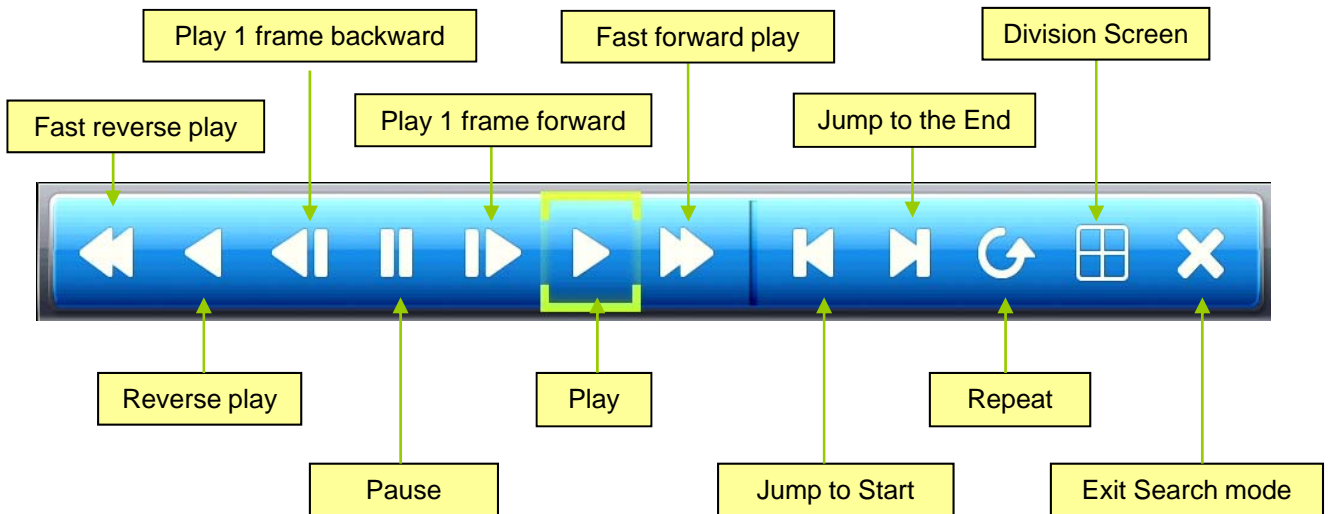 Play 1 frame backward
Fast forward play
Division Screen
Fast reverse play
Play 1 frame forward
Jump to the End
Reverse play
Play
Repeat
Pause
Jump to Start
Exit Search mode